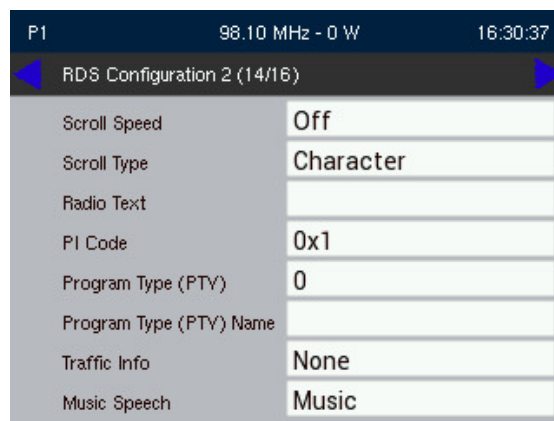 P1 98.10 MHz - 0 W 16:30:37
RDS Configuration 2 (14/16)
Scroll Speed Off
Scroll Type Character
Radio Text
PI Code 0x1
Program Type (PTY) 0
Program Type (PTY) Name
Traffic Info None
Music Speech Music